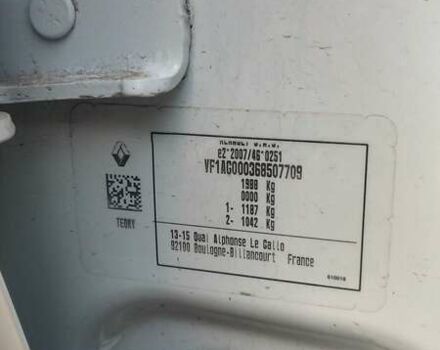 RENAULT S.A.S.
e2*2007/46*0251
VF1AG000368507709
1998 Kg
0000 Kg
1- 1187 Kg
2- 1042 Kg
TEDRY
13-15 Quai Alphonse Le Gallo
92100 Boulogne-Billancourt France